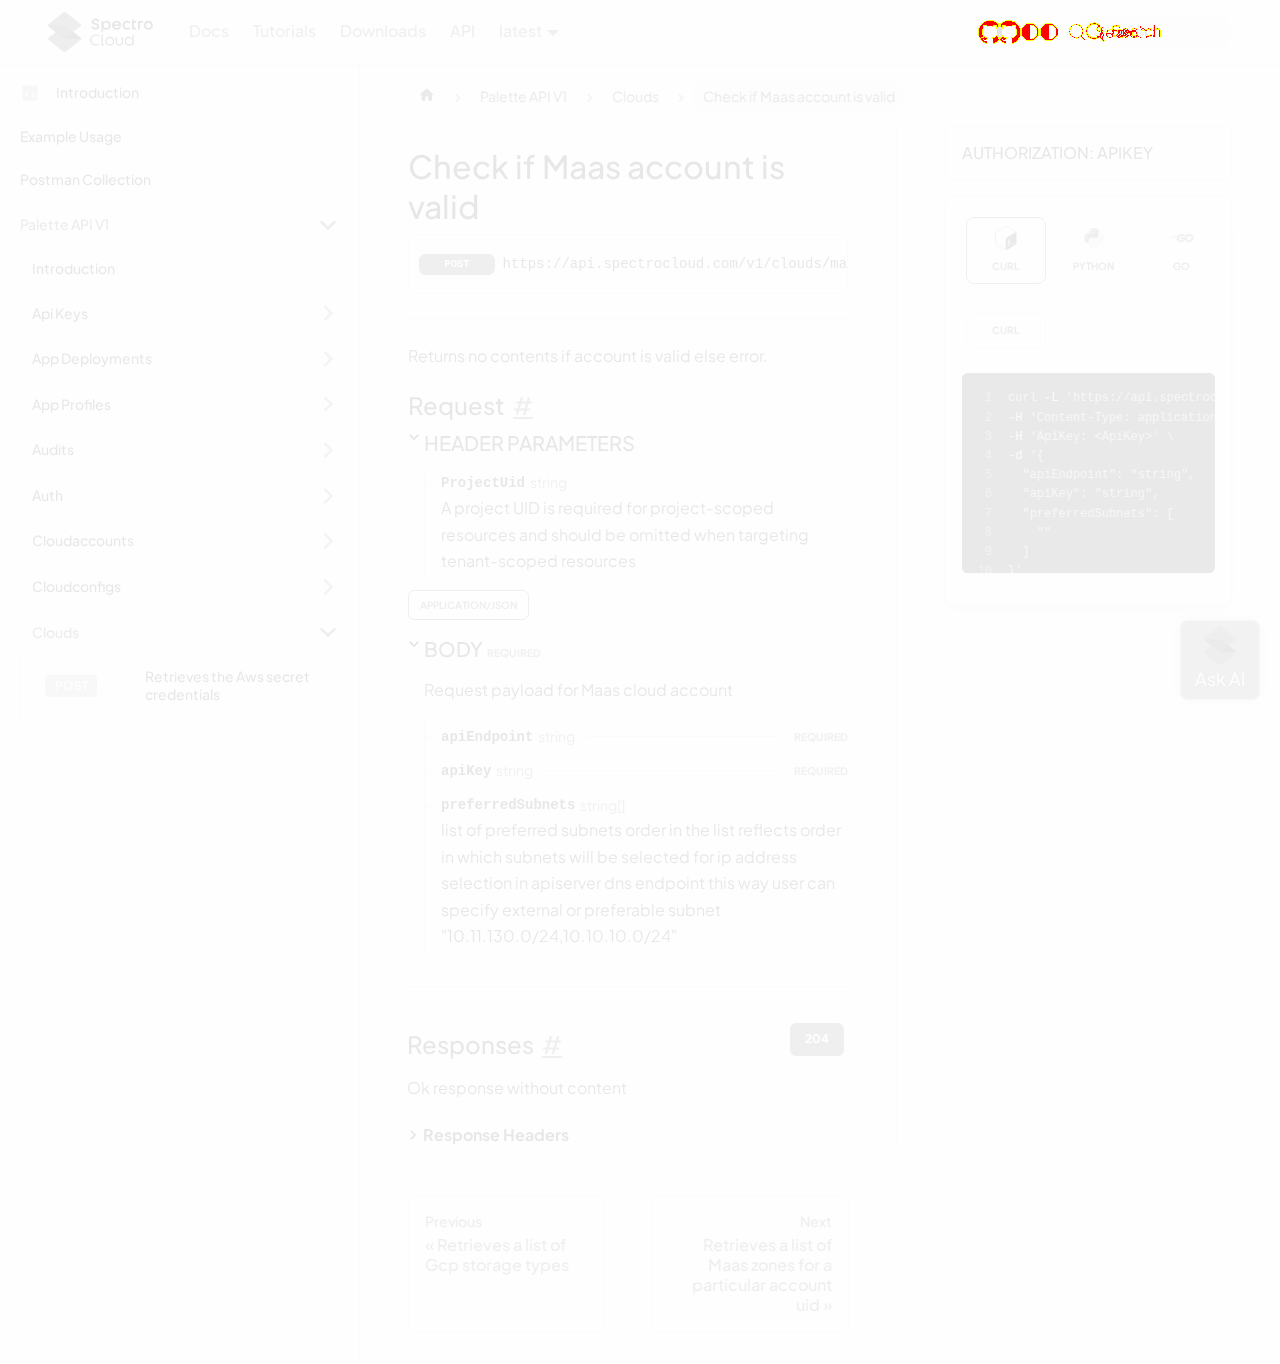 Spectro Cloud
Docs
Tutorials
Downloads
API
latest
Search
Introduction
Example Usage
Postman Collection
Palette API V1
Introduction
Api Keys
App Deployments
App Profiles
Audits
Auth
Cloudaccounts
Cloudconfigs
Clouds
POST
Retrieves the Aws secret
credentials
Palette API V1
Clouds
Check if Maas account is valid
Check if Maas account is
valid
POST https://api.spectrocloud.com/v1/clouds/ma
Returns no contents if account is valid else error.
Request #
HEADER PARAMETERS
ProjectUid string
A project UID is required for project-scoped
resources and should be omitted when targeting
tenant-scoped resources
APPLICATION/JSON
BODY REQUIRED
Request payload for Maas cloud account
apiEndpoint string REQUIRED
apiKey string REQUIRED
preferredSubnets string[]
list of preferred subnets order in the list reflects order
in which subnets will be selected for ip address
selection in apiserver dns endpoint this way user can
specify external or preferable subnet
"10.11.130.0/24,10.10.10.0/24"
Responses #
204
Ok response without content
Response Headers
Previous
« Retrieves a list of
Gcp storage types
Next
Retrieves a list of
Maas zones for a
particular account
uid »
AUTHORIZATION: APIKEY
CURL
PYTHON
GO
CURL
1 curl -L 'https://api.spectroc
2 -H 'Content-Type: application
3 -H 'ApiKey: <ApiKey>' \
4 -d '{
5 "apiEndpoint": "string",
6 "apiKey": "string",
7 "preferredSubnets": [
8 ""
9 ]
10 }'
Ask AI